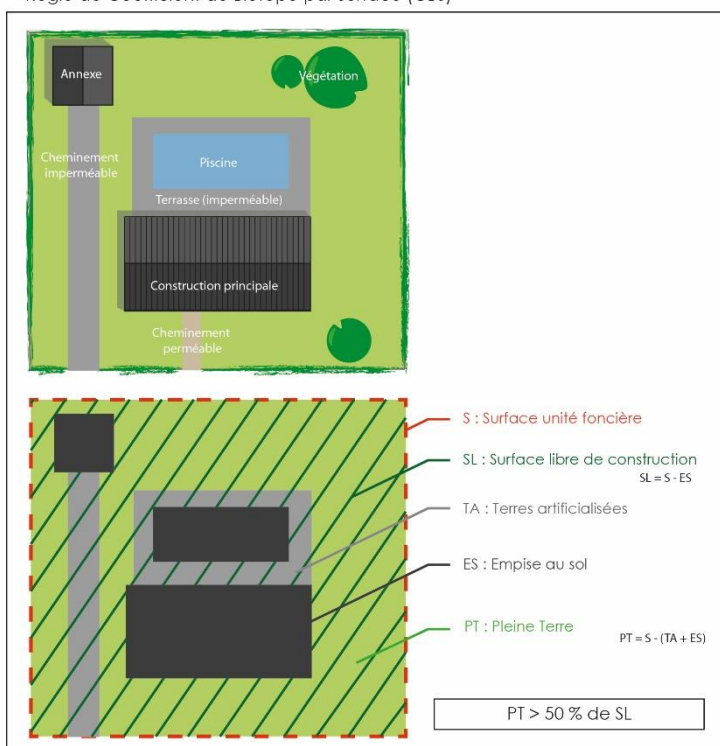 Règle du Coefficient de Biotope par surface (CBS)
Annexe
Végétation
Cheminement
imperméable
Piscine
Terrasse (imperméable)
Construction principale
Cheminement
perméable
S : Surface unité foncière
SL : Surface libre de construction
SL = S - ES
TA : Terres artificialisées
ES : Empise au sol
PT : Pleine Terre
PT = S - (TA + ES)
PT > 50 % de SL